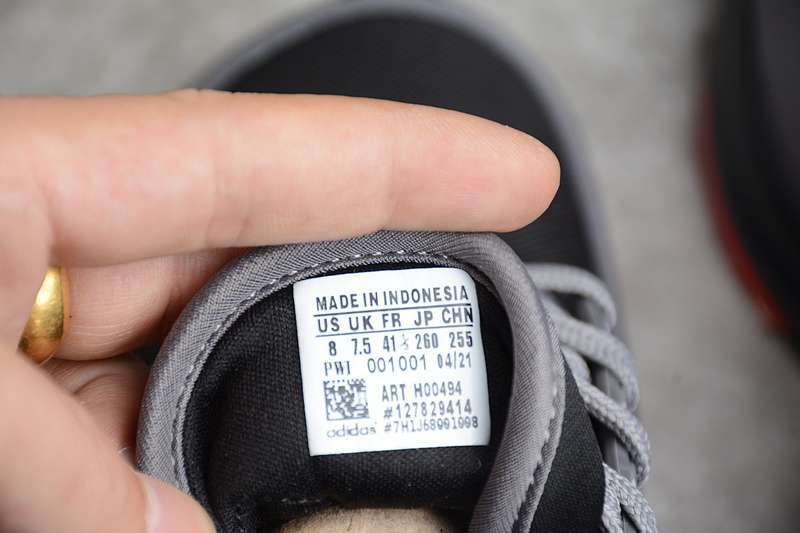 MADE IN INDONESIA
US UK FR JP CHN
8 7.5 41⅓ 260 255
PWI 001001 04/21
ART H00494
#127829414
adidas #7H1J68991998